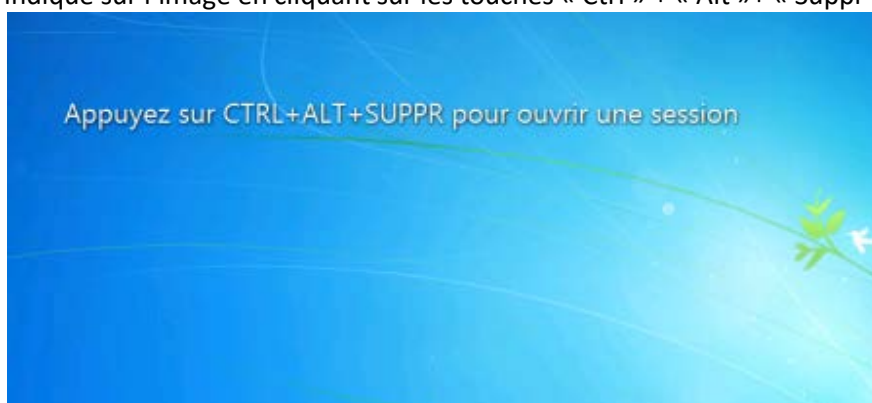 indiqué sur l'image en cliquant sur les touches « Ctrl » + « Alt »+ « Suppr
Appuyez sur CTRL+ALT+SUPPR pour ouvrir une session